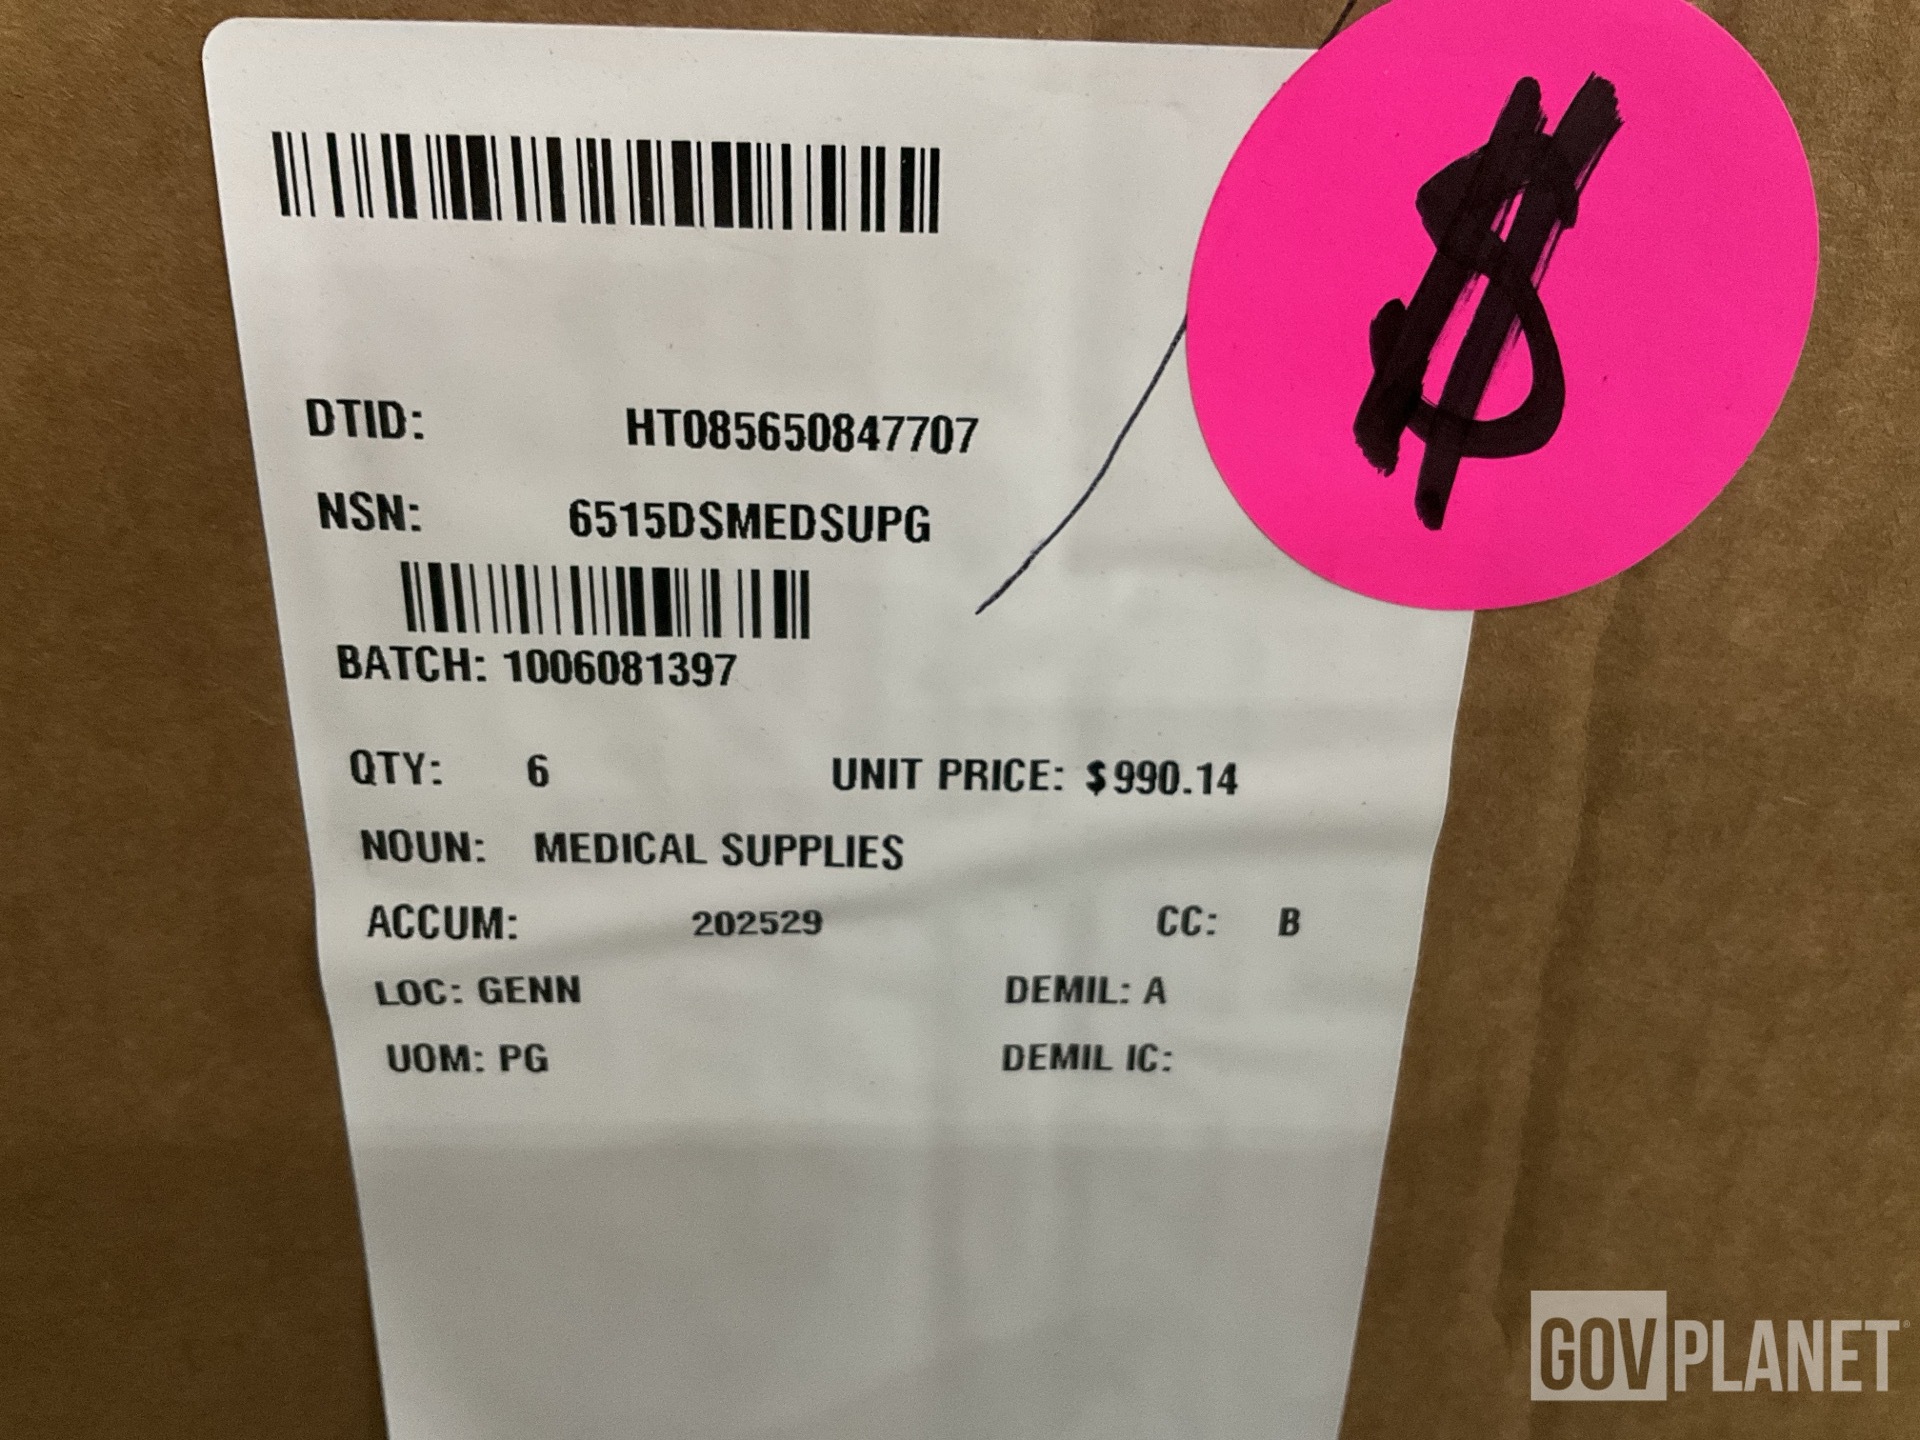 $
DTID: HT085650847707
NSN: 6515DSMEDSUPG
BATCH: 1006081397
QTY: 6 UNIT PRICE: $990.14
NOUN: MEDICAL SUPPLIES
ACCUM: 202529 CC: B
LOC: GENN DEMIL: A
UOM: PG DEMIL IC:
GOVPLANET